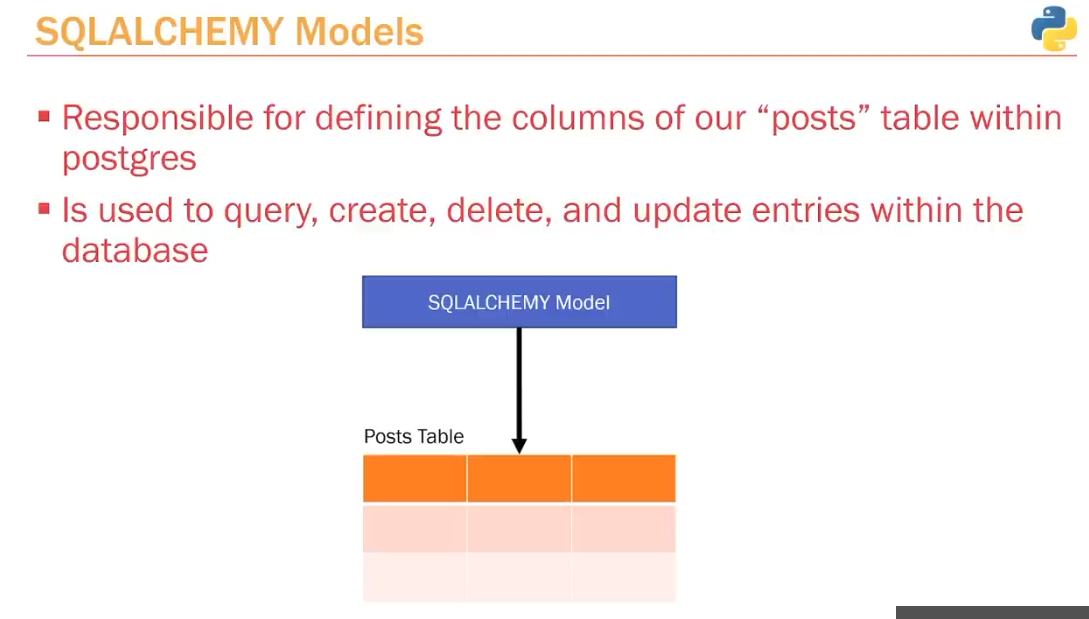 SQLALCHEMY Models
▪ Responsible for defining the columns of our “posts” table within
postgres
▪ Is used to query, create, delete, and update entries within the
database
SQLALCHEMY Model
Posts Table